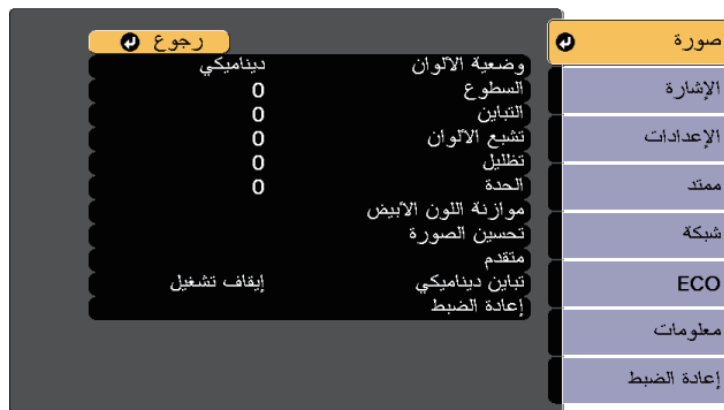 صورة
الإشارة
الإعدادات
ممتد
شبكة
ECO
معلومات
إعادة الضبط
رجوع
وضعية الألوان ديناميكي
السطوع 0
التباين 0
تشبع الألوان 0
تظليل 0
الحدة 0
موازنة اللون الأبيض
تحسين الصورة
متقدم
تباين ديناميكي إيقاف تشغيل
إعادة الضبط